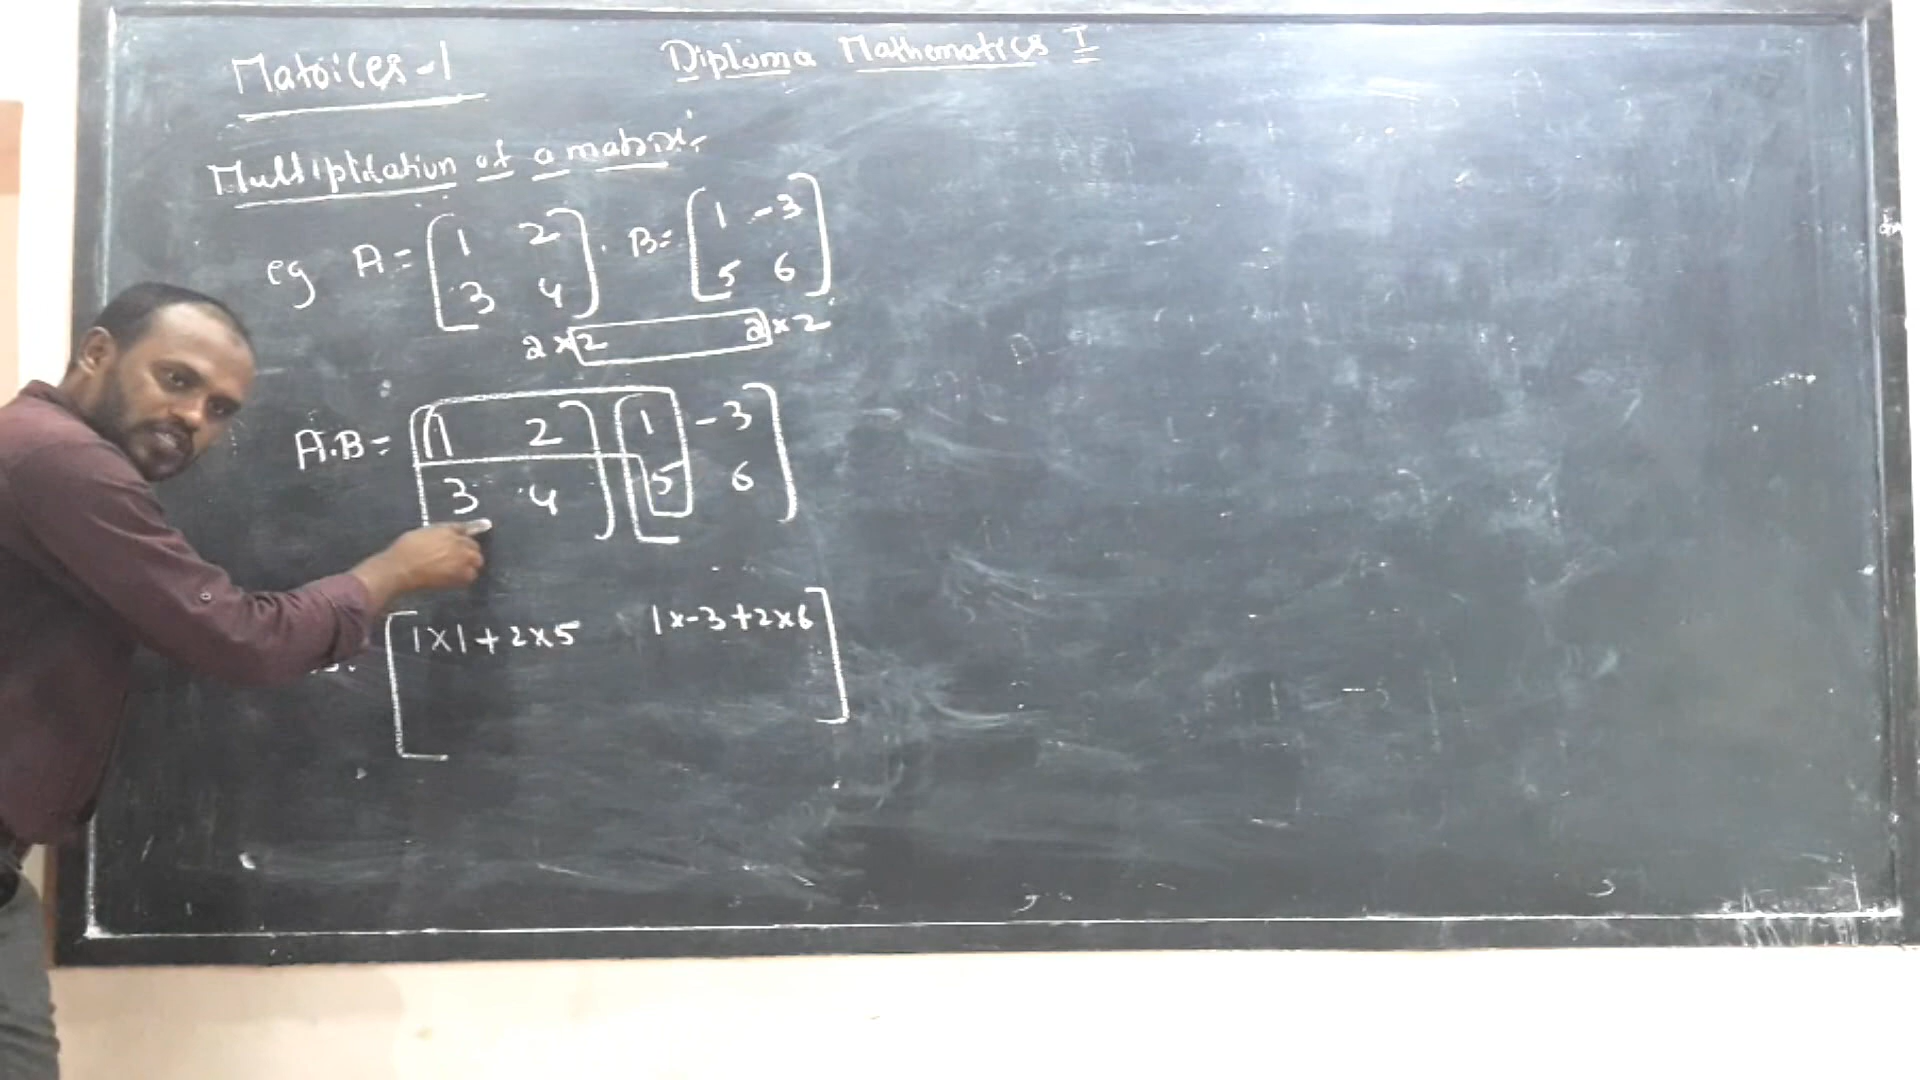 Matrices-1
Diploma Mathematics I
Multiplication of a matrix:-
eg A = [1 2
3 4] . B = [1 -3
5 6]
2×2 2×2
A.B = [1 2
3 4] [1 -3
5 6]
[1×1+2×5 1×-3+2×6]